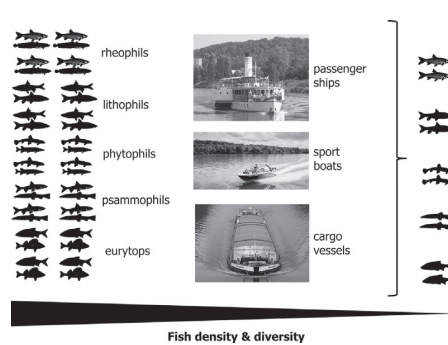 rheophils
lithophils
phytophils
psammophils
eurytops
passenger
ships
sport
boats
cargo
vessels
Fish density & diversity